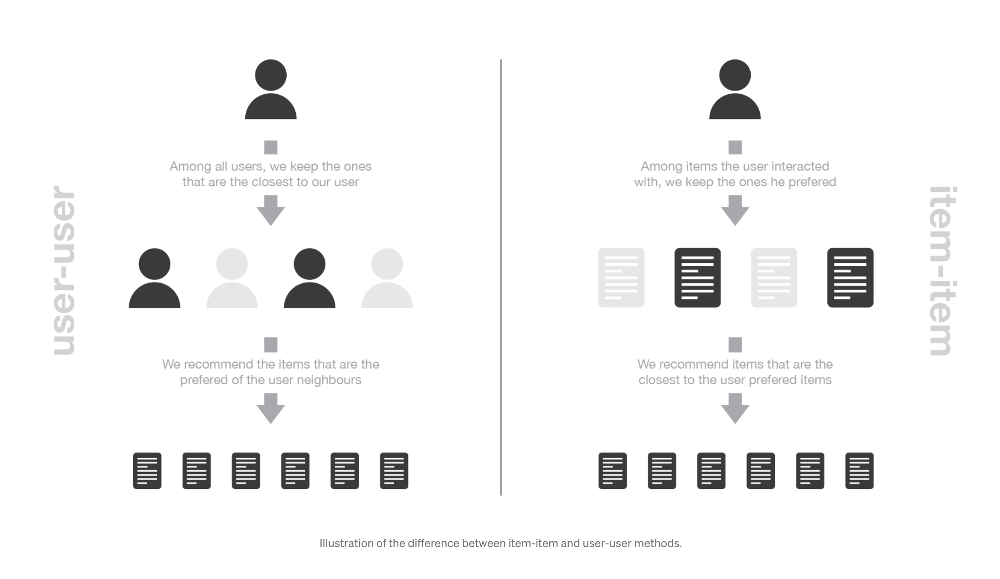 user-user
Among all users, we keep the ones
that are the closest to our user
We recommend the items that are the
prefered of the user neighbours
Among items the user interacted
with, we keep the ones he prefered
We recommend items that are the
closest to the user prefered items
item-item
Illustration of the difference between item-item and user-user methods.